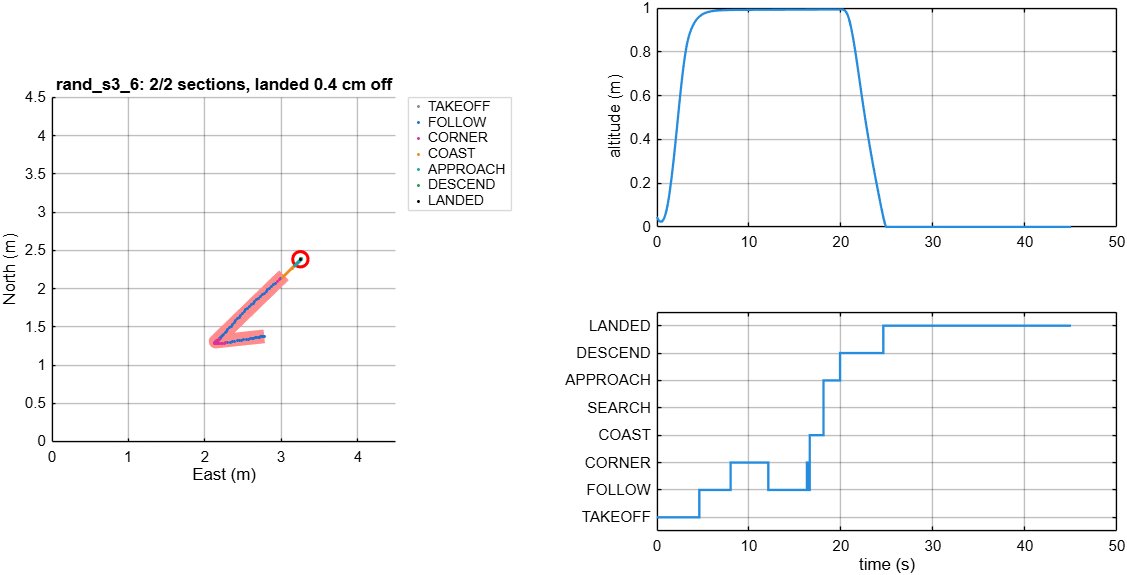 rand_s3_6: 2/2 sections, landed 0.4 cm off
4.5
4
3.5
3
2.5
2
1.5
1
0.5
0
North (m)
0 1 2 3 4
East (m)
TAKEOFF
FOLLOW
CORNER
COAST
APPROACH
DESCEND
LANDED
1
0.8
0.6
0.4
0.2
0
altitude (m)
0 10 20 30 40 50
LANDED
DESCEND
APPROACH
SEARCH
COAST
CORNER
FOLLOW
TAKEOFF
0 10 20 30 40 50
time (s)